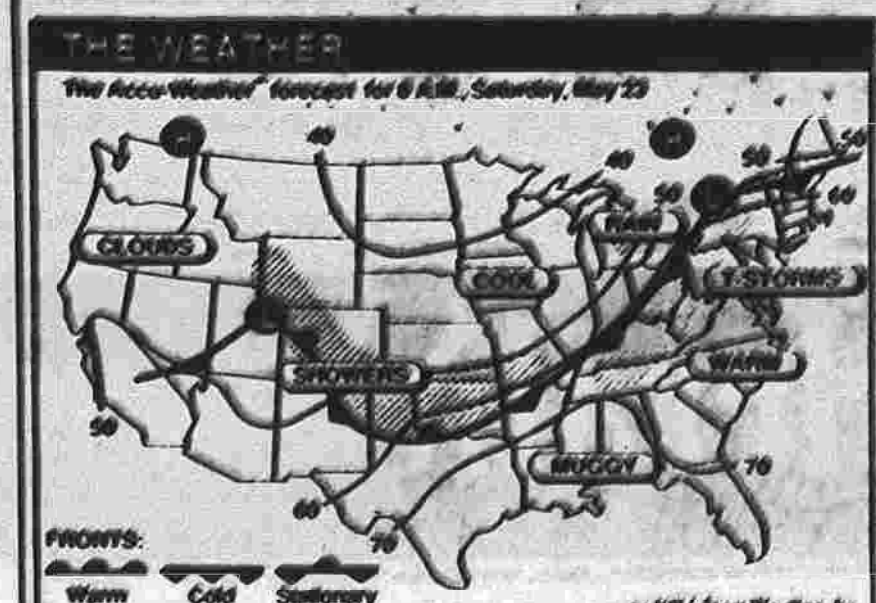 THE WEATHER
The Accu-Weather® forecast for 8 A.M., Saturday, May 23
40
H
H
50
50
40
50
L
60
RAIN
CLOUDS
COOL
T-STORMS
SHOWERS
WARM
50
MUGGY
70
60
70
FRONTS:
Warm Cold Stationary